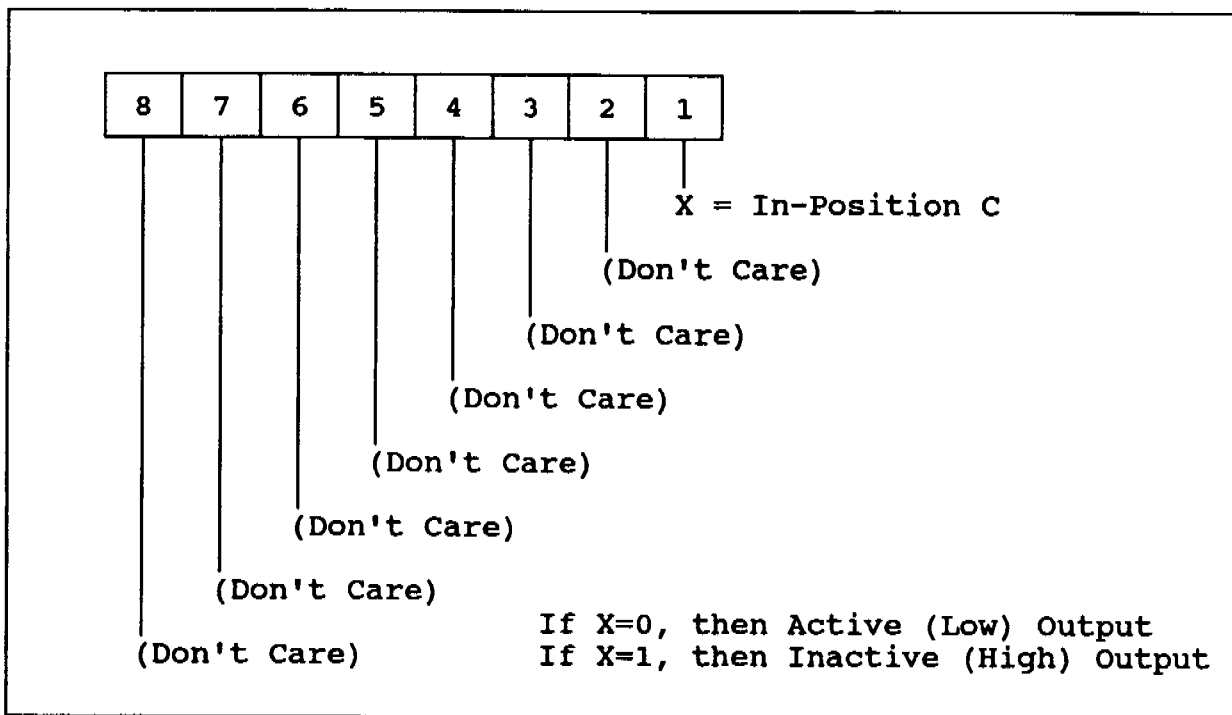 8 7 6 5 4 3 2 1
X = In-Position C
(Don't Care)
(Don't Care)
(Don't Care)
(Don't Care)
(Don't Care)
(Don't Care)
(Don't Care)
If X=0, then Active (Low) Output
If X=1, then Inactive (High) Output